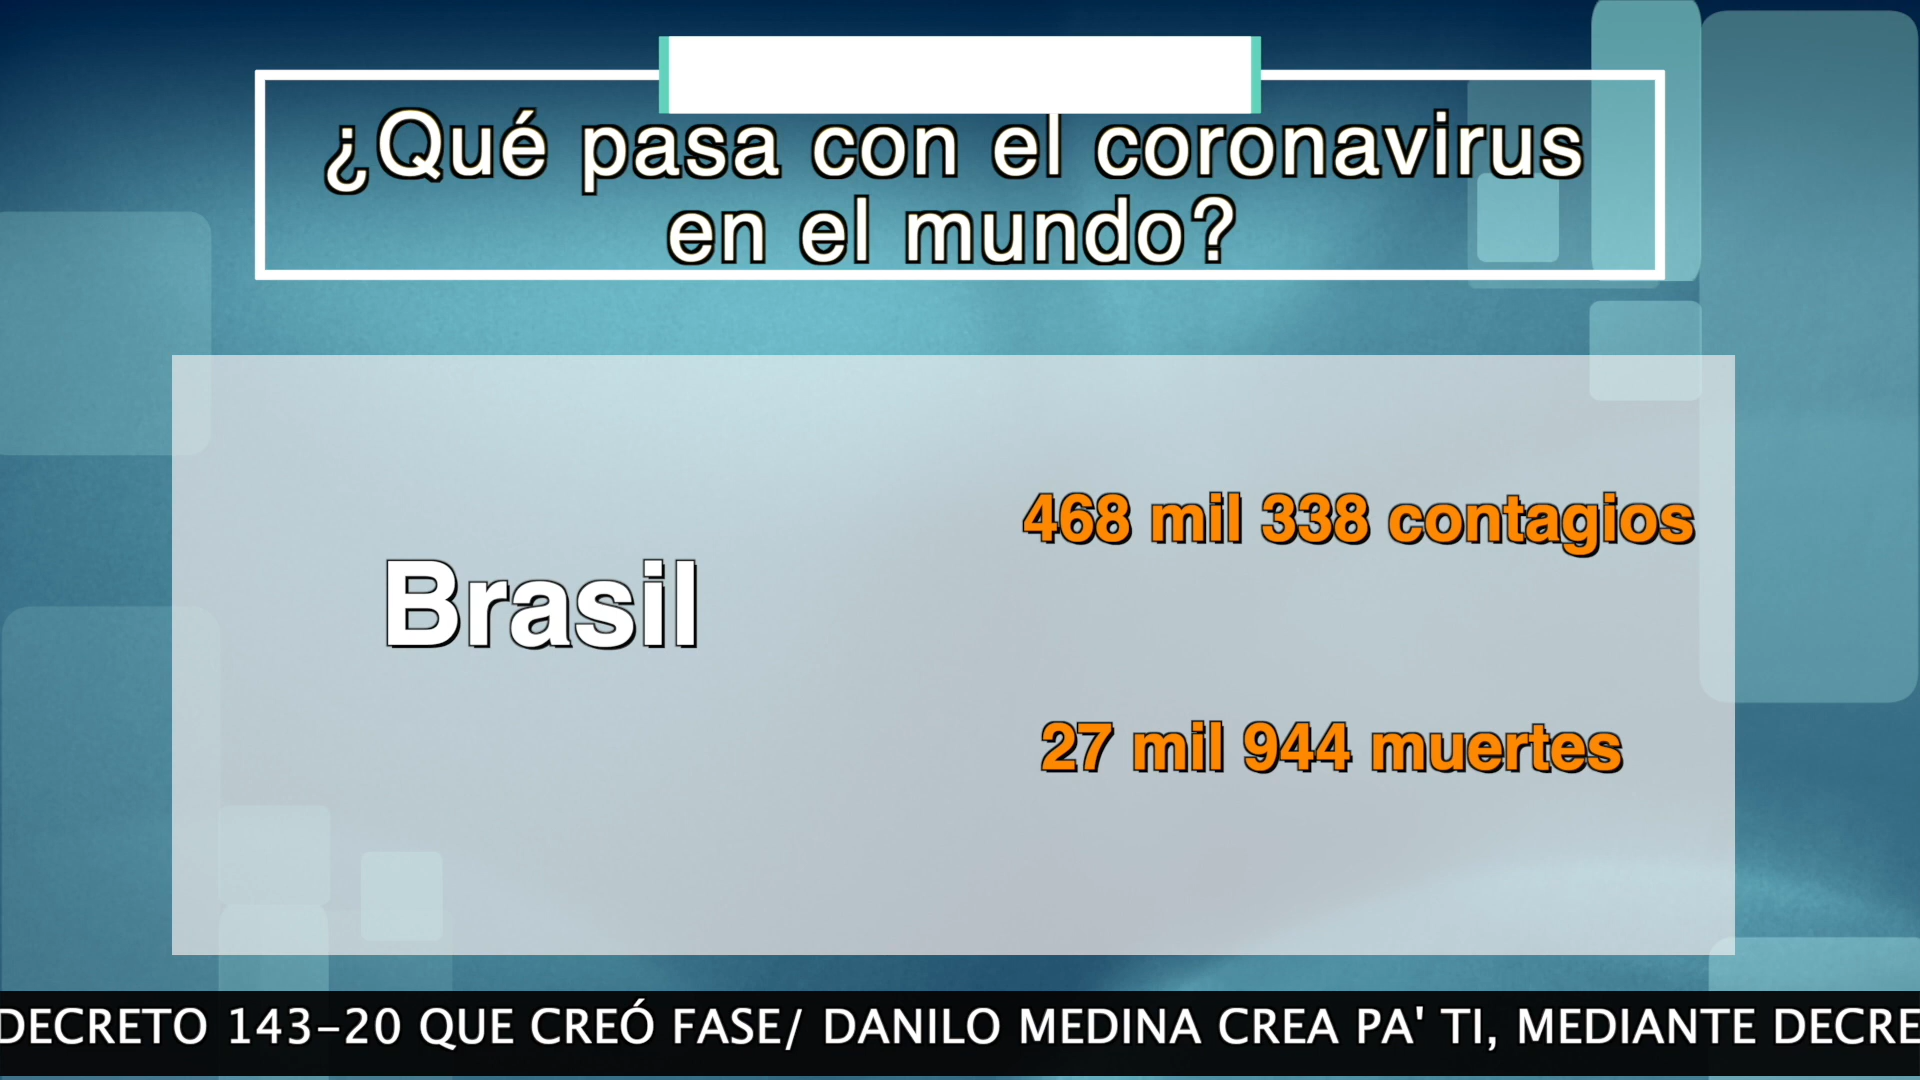 ¿Qué pasa con el coronavirus
en el mundo?
Brasil
468 mil 338 contagios
27 mil 944 muertes
DECRETO 143-20 QUE CREÓ FASE/ DANILO MEDINA CREA PA' TI, MEDIANTE DECRE